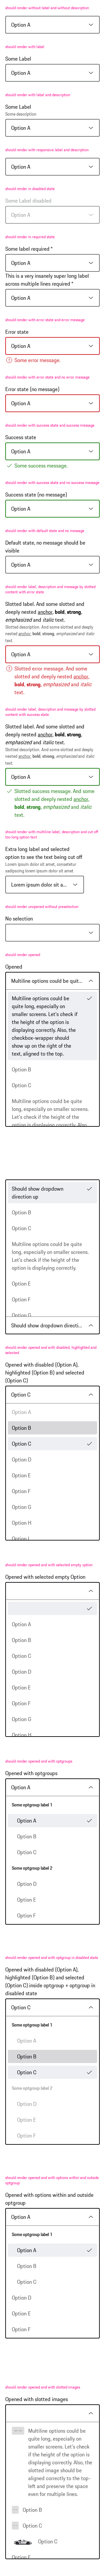 should render without label and without description
Option A
should render with label
Some Label
Option A
should render with label and description
Some Label
Some description
Option A
should render with responsive label and description
Option A
should render in disabled state
Some Label disabled
Option A
should render in required state
Some label required *
Option A
This is a very insanely super long label
across multiple lines required *
Option A
should render with error state and error message
Error state
Option A
Some error message.
should render with error state and no error message
Error state (no message)
Option A
should render with success state and success message
Success state
Option A
Some success message.
should render with success state and no success message
Success state (no message)
Option A
should render with default state and no message
Default state, no message should be
visible
Option A
should render label, description and message by slotted
content with error state
Slotted label. And some slotted and
deeply nested anchor, bold, strong,
emphasized and italic text.
Slotted description. And some slotted and deeply
nested anchor, bold, strong, emphasized and italic
text.
Option A
Slotted error message. And some
slotted and deeply nested anchor,
bold, strong, emphasized and italic
text.
should render label, description and message by slotted
content with success state
Slotted label. And some slotted and
deeply nested anchor, bold, strong,
emphasized and italic text.
Slotted description. And some slotted and deeply
nested anchor, bold, strong, emphasized and italic
text.
Option A
Slotted success message. And some
slotted and deeply nested anchor,
bold, strong, emphasized and italic
text.
should render with multiline label, description and cut off
too long option text
Extra long label and selected
option to see the text being cut off
Lorem ipsum dolor sit amet, consetetur
sadipscing lorem ipsum dolor sit amet
Lorem ipsum dolor sit a...
should render without preselection
No selection
should render opened
Opened
Multiline options could be quit...
Multiline options could be
quite long, especially on
smaller screens. Let's check if
the height of the option is
displaying correctly. Also, the
checkbox-wrapper should
show up on the right of the
text, aligned to the top.
Option B
Option C
Multiline options could be
quite long, especially on
smaller screens. Let's check if
the height of the option is
displaying correctly. Also, the
Should show dropdown
direction up
Option B
Option C
Multiline options could be quite
long, especially on smaller
screens. Let's check if the
height of the option is
displaying correctly.
Option E
Option F
Option G
Should show dropdown directi...
should render opened and with disabled, highlighted and
selected
Opened with disabled (Option A),
highlighted (Option B) and selected
(Option C)
Option C
Option A
Option B
Option C
Option D
Option E
Option F
Option G
Option H
Option I
should render opened and with selected empty option
Opened with selected empty Option
Option A
Option B
Option C
Option D
Option E
Option F
Option G
Option H
should render opened and with optgroups
Opened with optgroups
Option A
Some optgroup label 1
Option A
Option B
Option C
Some optgroup label 2
Option D
Option E
Option F
should render opened and with optgroup in disabled state
Opened with disabled (Option A),
highlighted (Option B) and selected
(Option C) inside optgroup + optgroup in
disabled state
Option C
Some optgroup label 1
Option A
Option B
Option C
Some optgroup label 2
Option D
Option E
Option F
should render opened and with options within and outside
optgroup
Opened with options within and outside
optgroup
Option A
Some optgroup label 1
Option A
Option B
Option C
Option D
Option E
Option F
should render opened and with slotted images
Opened with slotted images
Multiline options could be
quite long, especially on
smaller screens. Let's check
if the height of the option is
displaying correctly. Also, the
slotted image should be
aligned correctly to the top-
left and preserve the space
even for multiple lines.
Option B
Option C
Option C
Option E